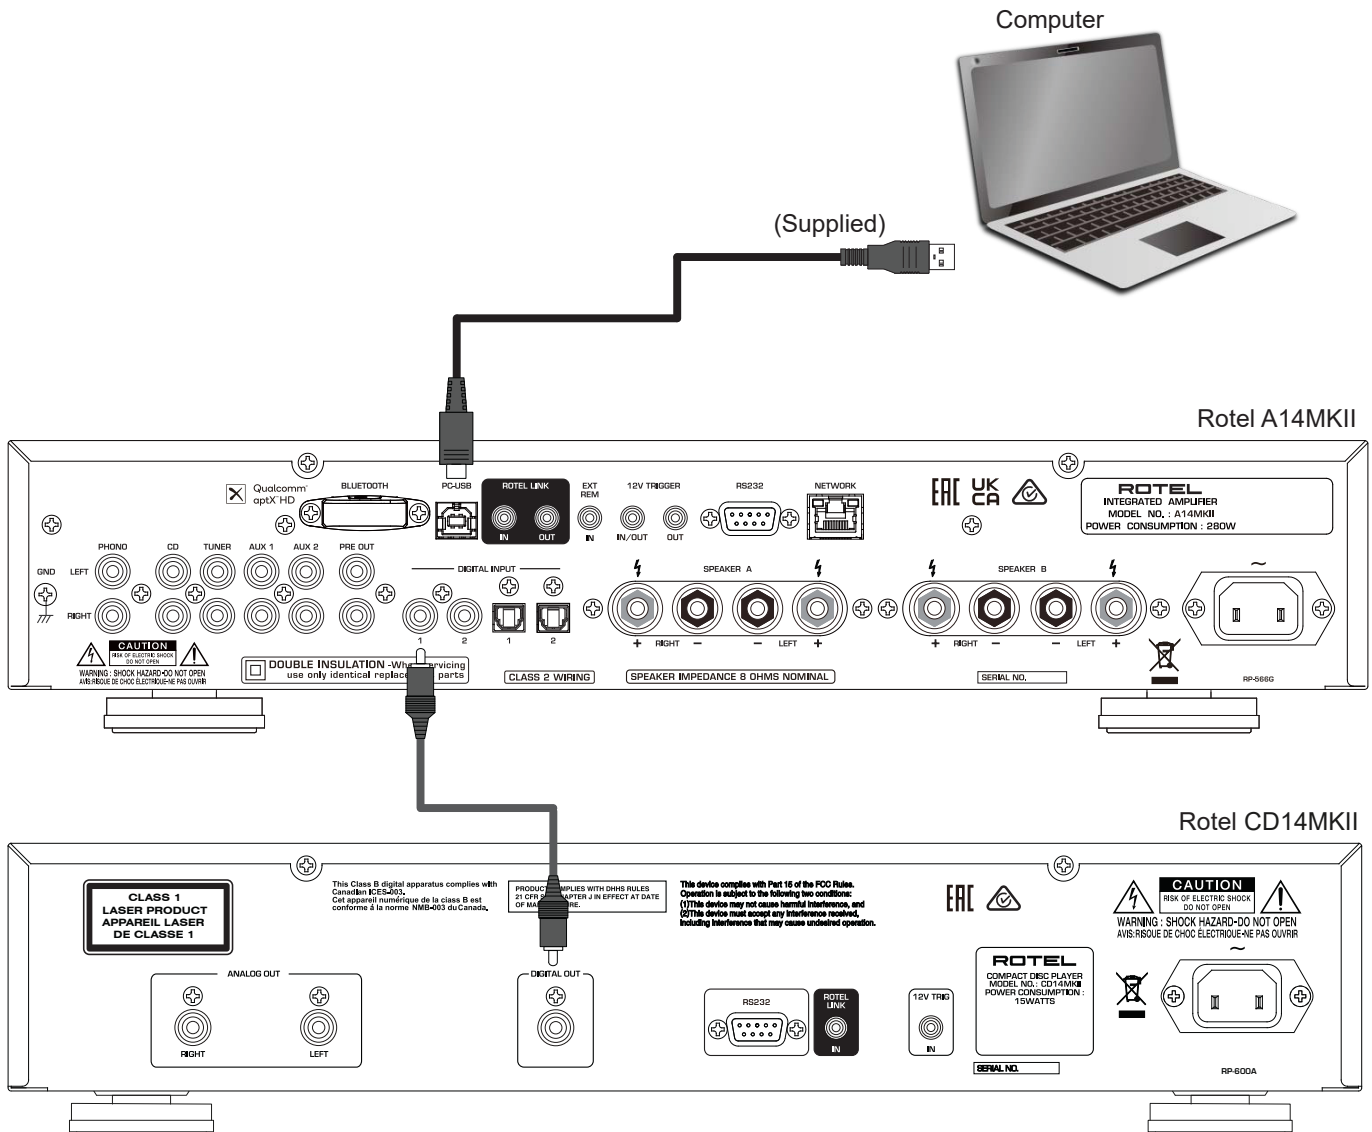 Computer
(Supplied)
Rotel A14MKII
Qualcomm
aptX HD
BLUETOOTH
PC-USB
ROTEL LINK
IN
OUT
EXT
REM
IN
12V TRIGGER
IN/OUT
OUT
RS232
NETWORK
EAC
UK
CA
ROTEL
INTEGRATED AMPLIFIER
MODEL NO. : A14MKII
POWER CONSUMPTION : 280W
PHONO
CD
TUNER
AUX 1
AUX 2
PRE OUT
GND
LEFT
RIGHT
DIGITAL INPUT
1
2
1
2
SPEAKER A
+ RIGHT − − LEFT +
SPEAKER B
+ RIGHT − − LEFT +
~
CAUTION
RISK OF ELECTRIC SHOCK
DO NOT OPEN
WARNING : SHOCK HAZARD-DO NOT OPEN
AVIS:RISQUE DE CHOC ÉLECTRIQUE-NE PAS OUVRIR
DOUBLE INSULATION -When servicing
use only identical replace parts
CLASS 2 WIRING
SPEAKER IMPEDANCE 8 OHMS NOMINAL
SERIAL NO.
RP-566G
Rotel CD14MKII
CLASS 1
LASER PRODUCT
APPAREIL LASER
DE CLASSE 1
This Class B digital apparatus complies with
Canadian ICES-003.
Cet appareil numérique de la class B est
conforme á la norme NMB-003 du Canada.
PRODUCT COMPLIES WITH DHHS RULES
21 CFR S APTER J IN EFFECT AT DATE
OF MA RE.
This device complies with Part 15 of the FCC Rules.
Operation is subject to the following two conditions:
(1)This device may not cause harmful interference, and
(2)This device must accept any interference received,
including interference that may cause undesired operation.
EAC
CAUTION
RISK OF ELECTRIC SHOCK
DO NOT OPEN
WARNING : SHOCK HAZARD-DO NOT OPEN
AVIS:RISQUE DE CHOC ÉLECTRIQUE-NE PAS OUVRIR
~
ANALOG OUT
RIGHT
LEFT
DIGITAL OUT
RS232
ROTEL
LINK
IN
12V TRIG
IN
ROTEL
COMPACT DISC PLAYER
MODEL NO. : CD14MKII
POWER CONSUMPTION :
15WATTS
SERIAL NO.
RP-600A